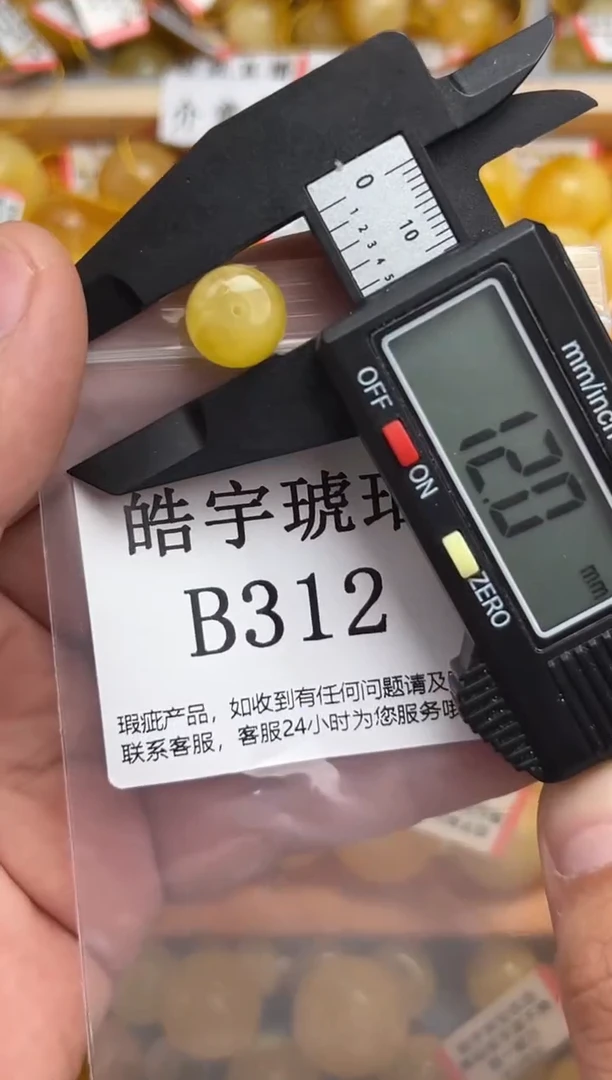 0
10
1
2
3
4
5
mm/inch
OFF
ON
12.0
mm
ZERO
皓宇琥珀
B312
瑕疵产品，如收到有任何问题请及
联系客服，客服24小时为您服务哦